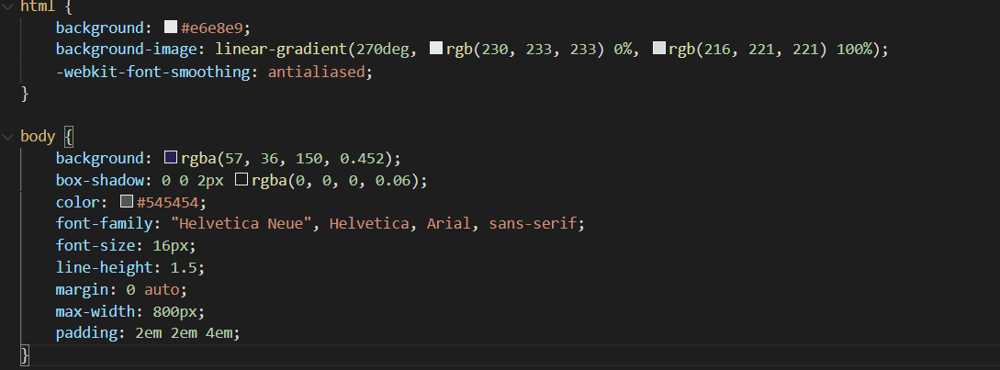 html {
    background: #e6e8e9;
    background-image: linear-gradient(270deg, rgb(230, 233, 233) 0%, rgb(216, 221, 221) 100%);
    -webkit-font-smoothing: antialiased;
}
body {
    background: rgba(57, 36, 150, 0.452);
    box-shadow: 0 0 2px rgba(0, 0, 0, 0.06);
    color: #545454;
    font-family: "Helvetica Neue", Helvetica, Arial, sans-serif;
    font-size: 16px;
    line-height: 1.5;
    margin: 0 auto;
    max-width: 800px;
    padding: 2em 2em 4em;
}